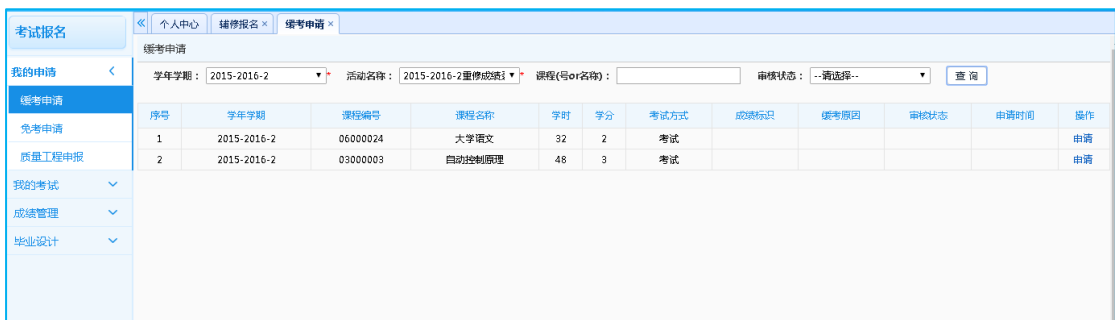 考试报名
« 个人中心 辅修报名× 缓考申请×
缓考申请
我的申请
缓考申请
免考申请
质量工程申报
我的考试
成绩管理
毕业设计
学年学期： 2015-2016-2 * 活动名称： 2015-2016-2重修成绩 * 课程(号or名称)： 审核状态： --请选择-- 查 询
序号 学年学期 课程编号 课程名称 学时 学分 考试方式 成绩标识 缓考原因 审核状态 申请时间 操作
1 2015-2016-2 06000024 大学语文 32 2 考试 申请
2 2015-2016-2 03000003 自动控制原理 48 3 考试 申请